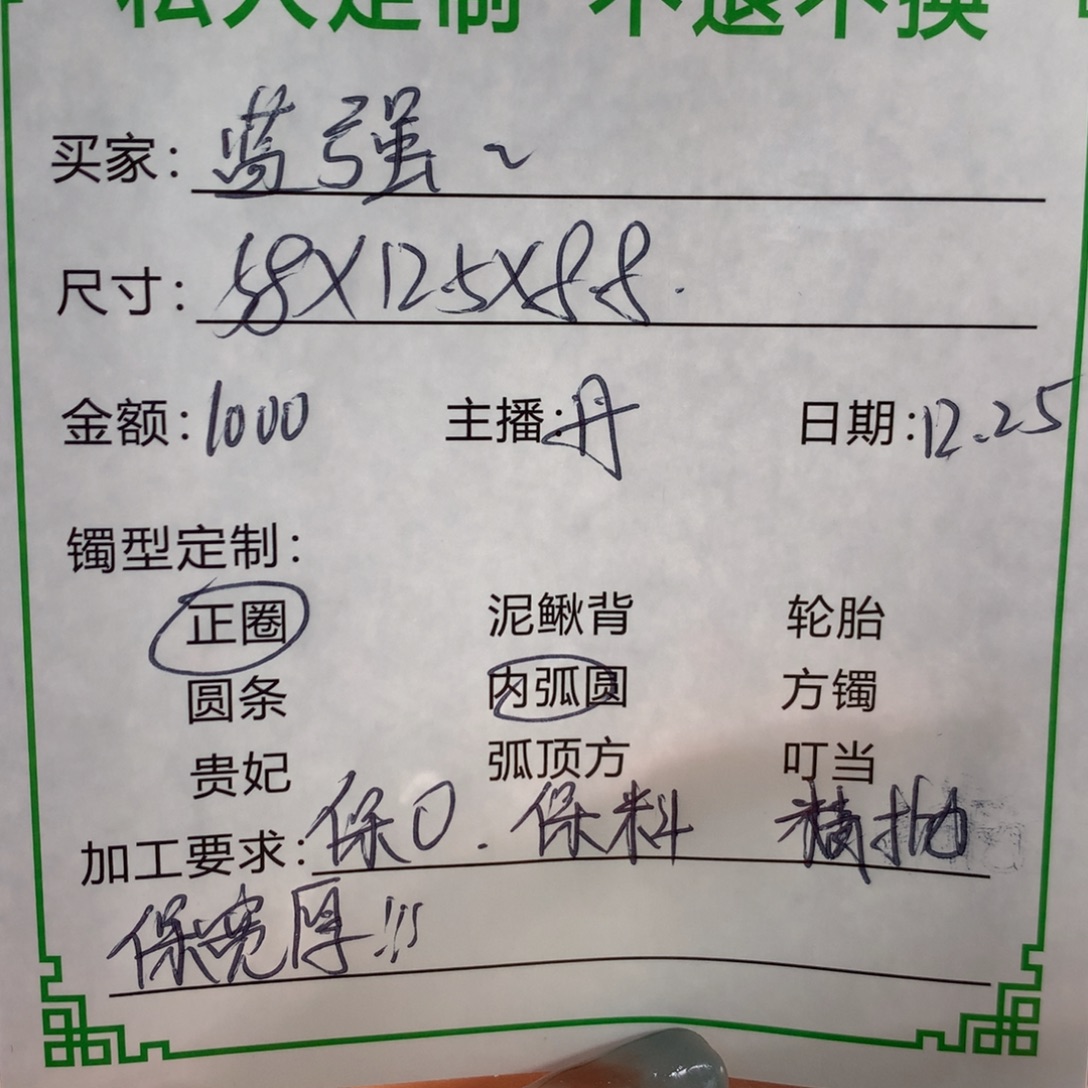 私人定制 不退不换
买家：蓝强~
尺寸：58X12.5X8.8.
金额：1000 主播：丹 日期：12.25
镯型定制：
正圈 泥鳅背 轮胎
圆条 内弧圆 方镯
贵妃 弧顶方 叮当
加工要求：保口.保料 精抛
保宽厚!!!